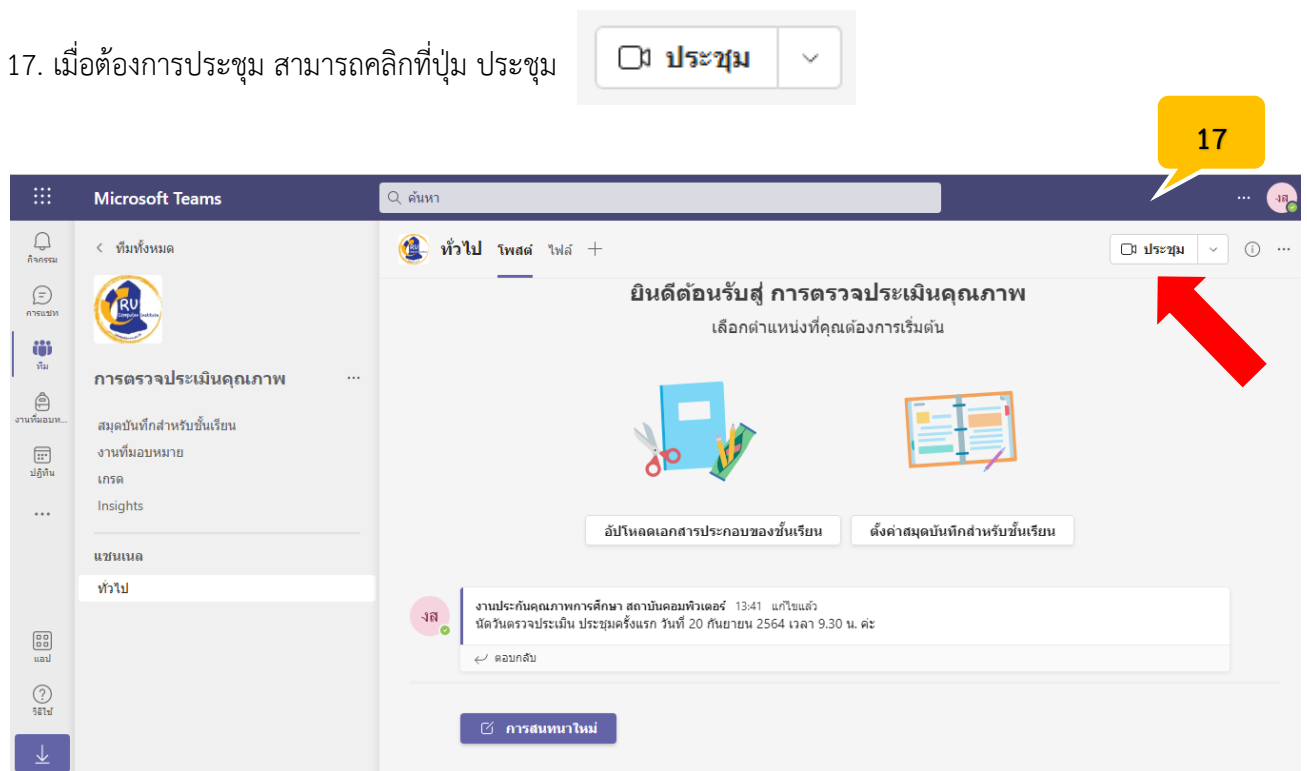 17. เมื่อต้องการประชุม สามารถคลิกที่ปุ่ม ประชุม
ประชุม
17
Microsoft Teams
ค้นหา
งส
กิจกรรม
การแชท
ทีม
งานที่มอบห...
ปฏิทิน
แอป
วิธีใช้
ทีมทั้งหมด
RU
การตรวจประเมินคุณภาพ
สมุดบันทึกสำหรับชั้นเรียน
งานที่มอบหมาย
เกรด
Insights
แชนเนล
ทั่วไป
RU
ทั่วไป โพสต์ ไฟล์
ประชุม
ยินดีต้อนรับสู่ การตรวจประเมินคุณภาพ
เลือกตำแหน่งที่คุณต้องการเริ่มต้น
อัปโหลดเอกสารประกอบของชั้นเรียน
ตั้งค่าสมุดบันทึกสำหรับชั้นเรียน
งส
งานประกันคุณภาพการศึกษา สถาบันคอมพิวเตอร์ 13:41 แก้ไขแล้ว
นัดวันตรวจประเมิน ประชุมครั้งแรก วันที่ 20 กันยายน 2564 เวลา 9.30 น. ค่ะ
ตอบกลับ
การสนทนาใหม่